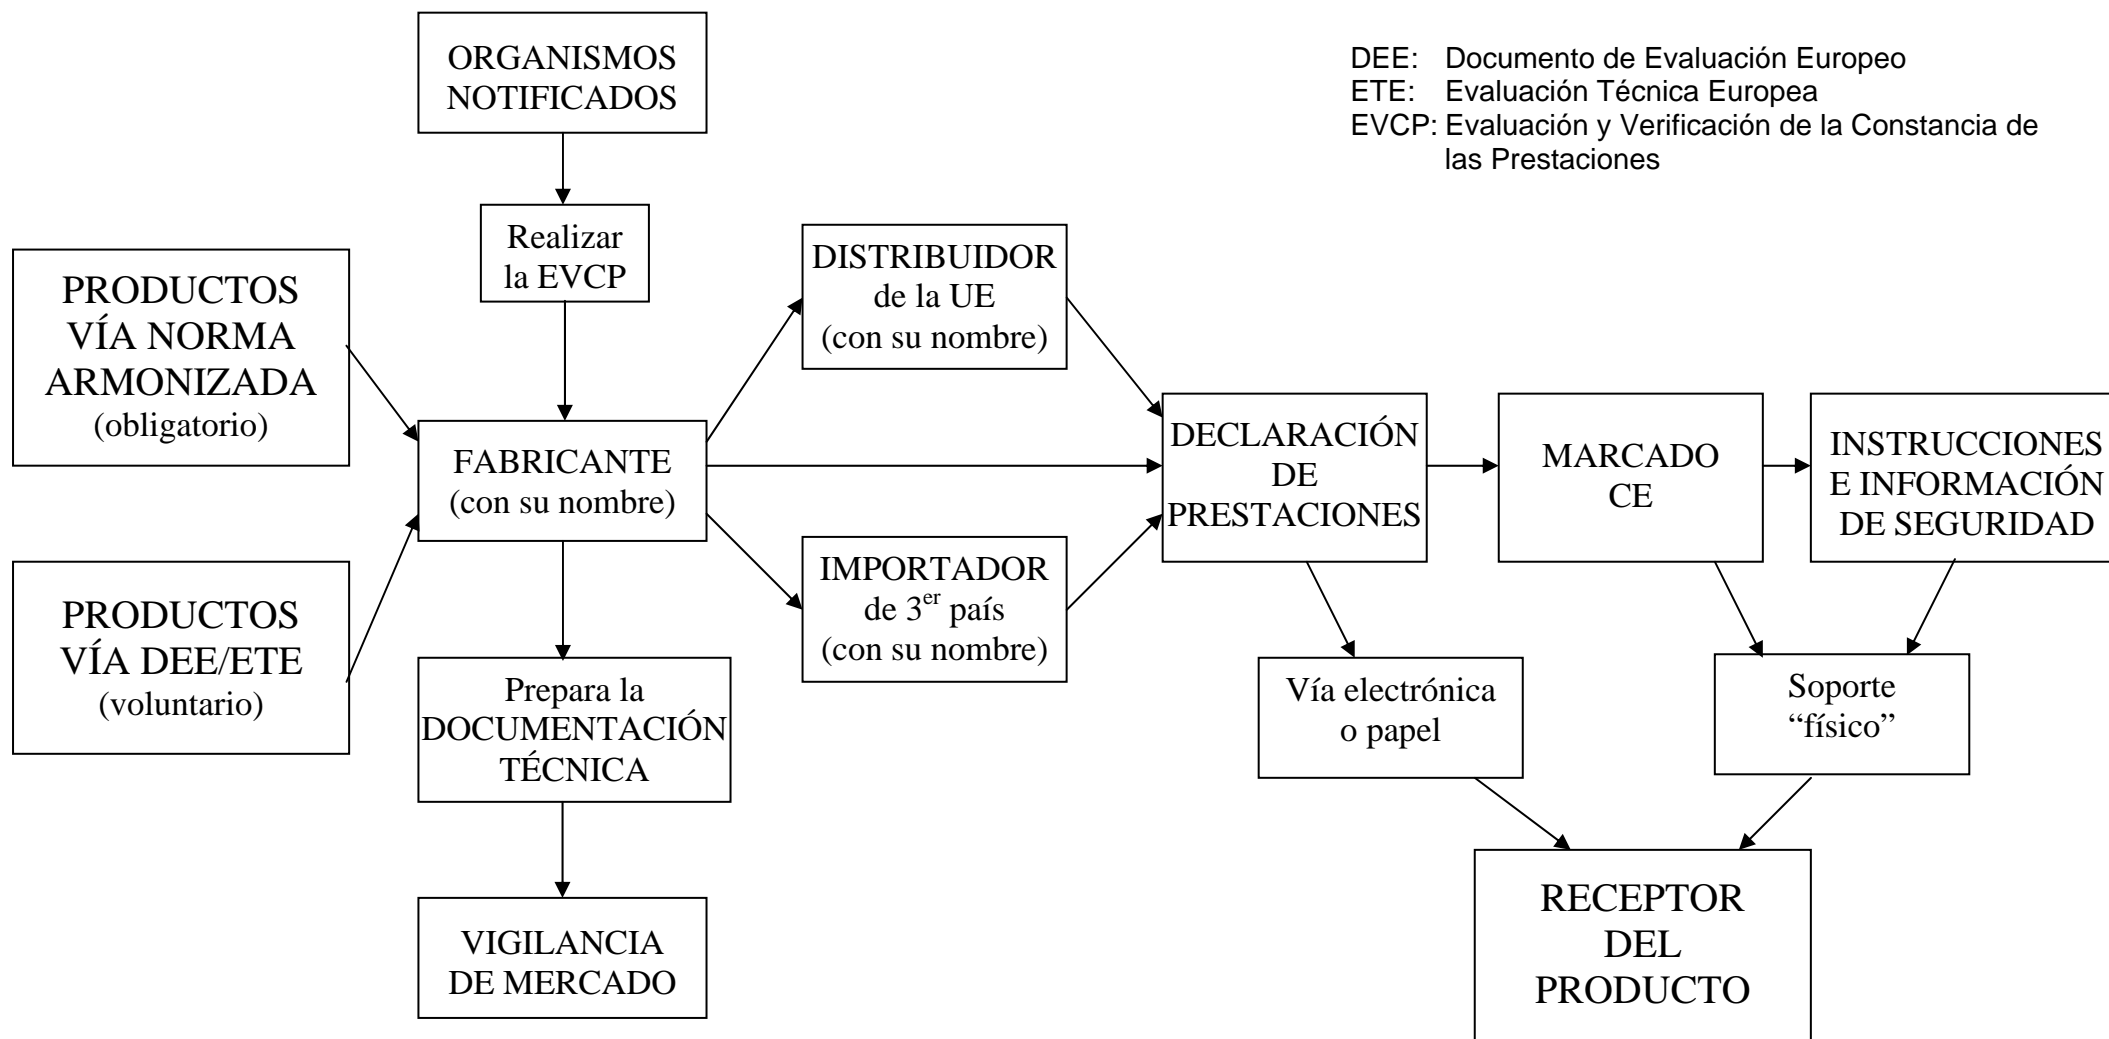 ORGANISMOS
NOTIFICADOS
DEE: Documento de Evaluación Europeo
ETE: Evaluación Técnica Europea
EVCP: Evaluación y Verificación de la Constancia de
las Prestaciones
Realizar
la EVCP
PRODUCTOS
VÍA NORMA
ARMONIZADA
(obligatorio)
DISTRIBUIDOR
de la UE
(con su nombre)
FABRICANTE
(con su nombre)
DECLARACIÓN
DE
PRESTACIONES
MARCADO
CE
INSTRUCCIONES
E INFORMACIÓN
DE SEGURIDAD
PRODUCTOS
VÍA DEE/ETE
(voluntario)
IMPORTADOR
de 3er país
(con su nombre)
Prepara la
DOCUMENTACIÓN
TÉCNICA
Vía electrónica
o papel
Soporte
“físico”
VIGILANCIA
DE MERCADO
RECEPTOR
DEL
PRODUCTO